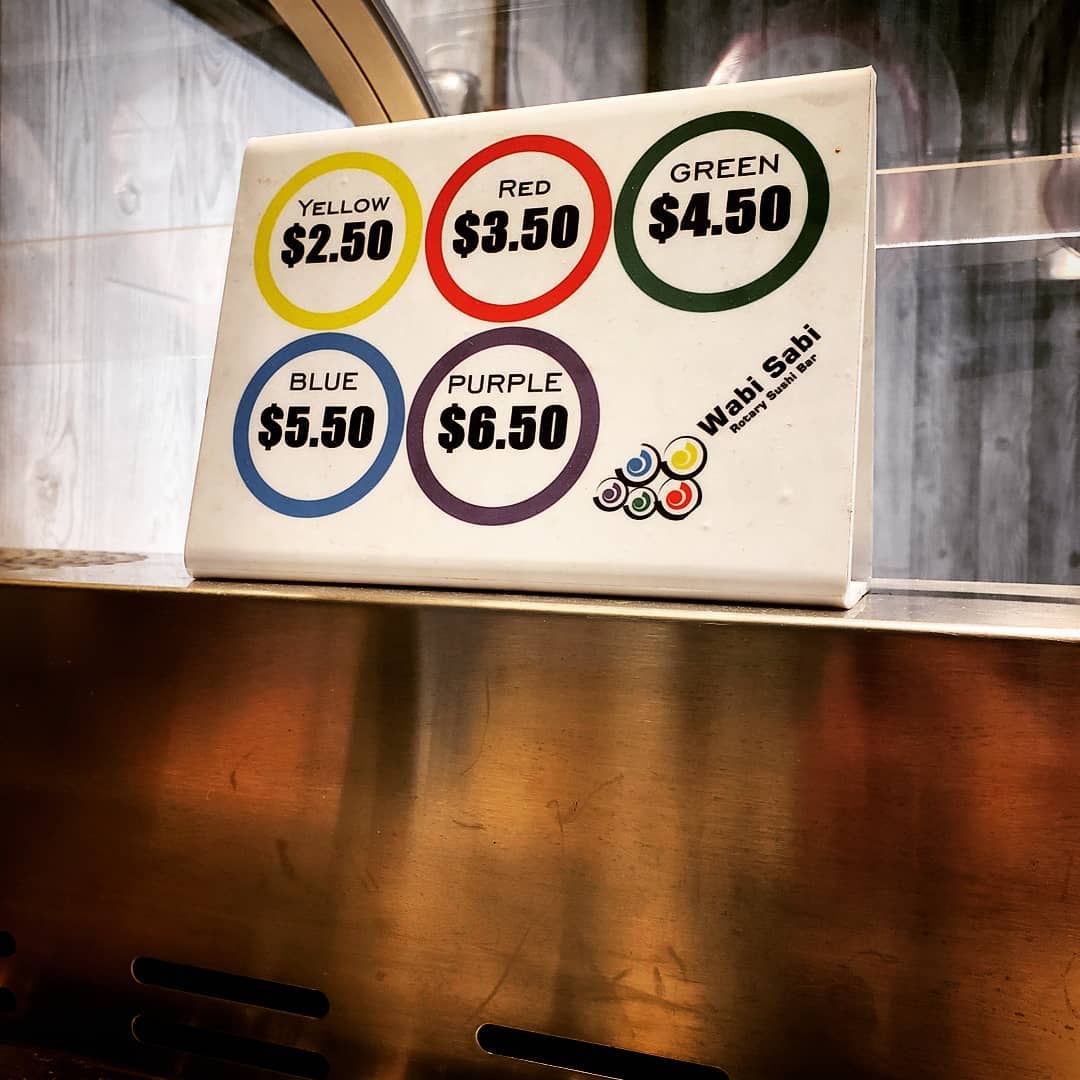 Yellow
$2.50
Red
$3.50
GREEN
$4.50
BLUE
$5.50
PURPLE
$6.50
Wabi Sabi
Rotary Sushi Bar